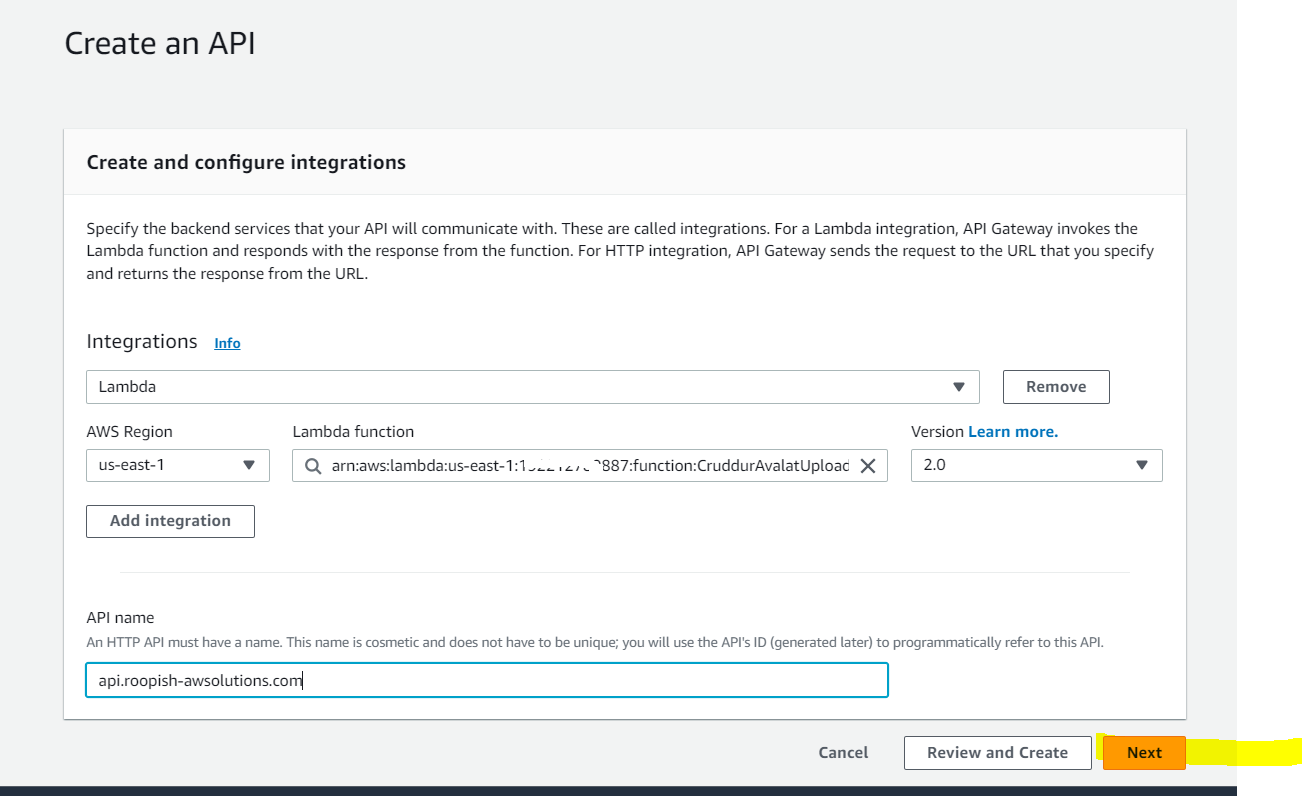 Create an API
Create and configure integrations
Specify the backend services that your API will communicate with. These are called integrations. For a Lambda integration, API Gateway invokes the
Lambda function and responds with the response from the function. For HTTP integration, API Gateway sends the request to the URL that you specify
and returns the response from the URL.
Integrations Info
Lambda
Remove
AWS Region
Lambda function
Version Learn more.
us-east-1
arn:aws:lambda:us-east-1: 887:function:CruddurAvalatUpload
2.0
Add integration
API name
An HTTP API must have a name. This name is cosmetic and does not have to be unique; you will use the API's ID (generated later) to programmatically refer to this API.
api.roopish-awsolutions.com
Cancel
Review and Create
Next